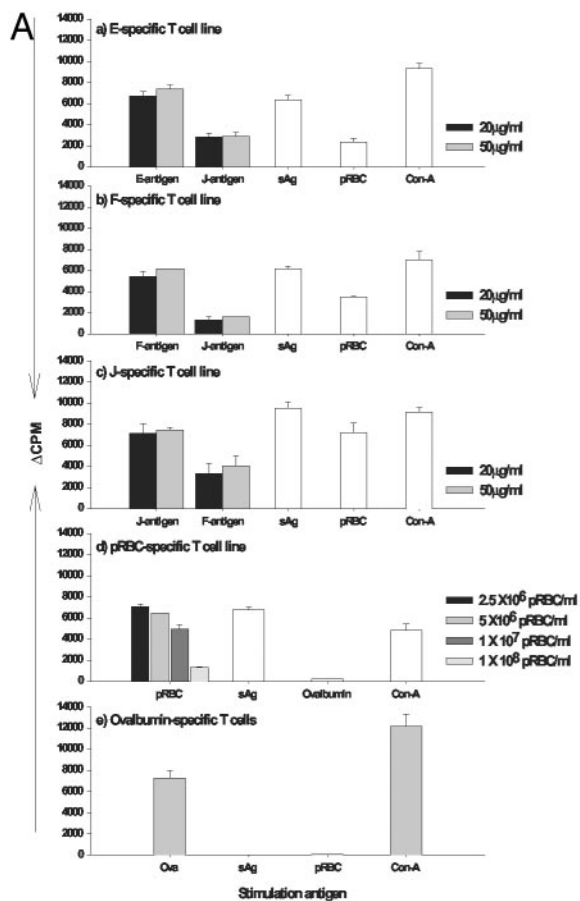 A
a) E-specific T cell line
14000
12000
10000
8000
6000
4000
2000
0
20µg/ml
50µg/ml
E-antigen J-antigen sAg pRBC Con-A
b) F-specific T cell line
14000
12000
10000
8000
6000
4000
2000
0
20µg/ml
50µg/ml
F-antigen J-antigen sAg pRBC Con-A
c) J-specific T cell line
14000
12000
10000
8000
6000
4000
2000
0
20µg/ml
50µg/ml
J-antigen F-antigen sAg pRBC Con-A
ΔCPM
d) pRBC-specific T cell line
14000
12000
10000
8000
6000
4000
2000
0
2.5 X10⁶ pRBC/ml
5 X10⁶ pRBC/ml
1 X 10⁷ pRBC/ml
1 X 10⁸ pRBC/ml
pRBC sAg Ovalbumin Con-A
e) Ovalbumin-specific T cells
14000
12000
10000
8000
6000
4000
2000
0
Ova sAg pRBC Con-A
Stimulation antigen